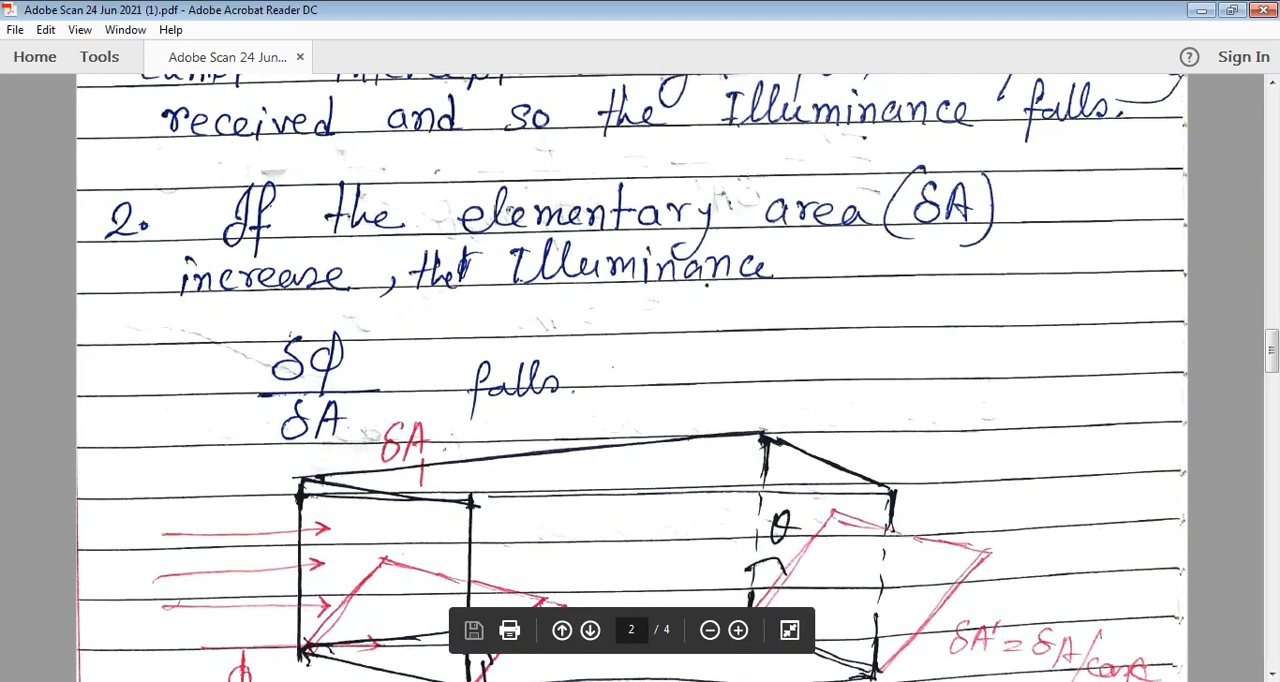 Adobe Scan 24 Jun 2021 (1).pdf - Adobe Acrobat Reader DC
File Edit View Window Help
Home Tools Adobe Scan 24 Jun... × ? Sign In
received and so the Illuminance falls.
2. If the elementary area (δA)
increase, the Illuminance
δφ
δA
falls.
δA
θ
2 / 4
δA' = δA/cosα
φ